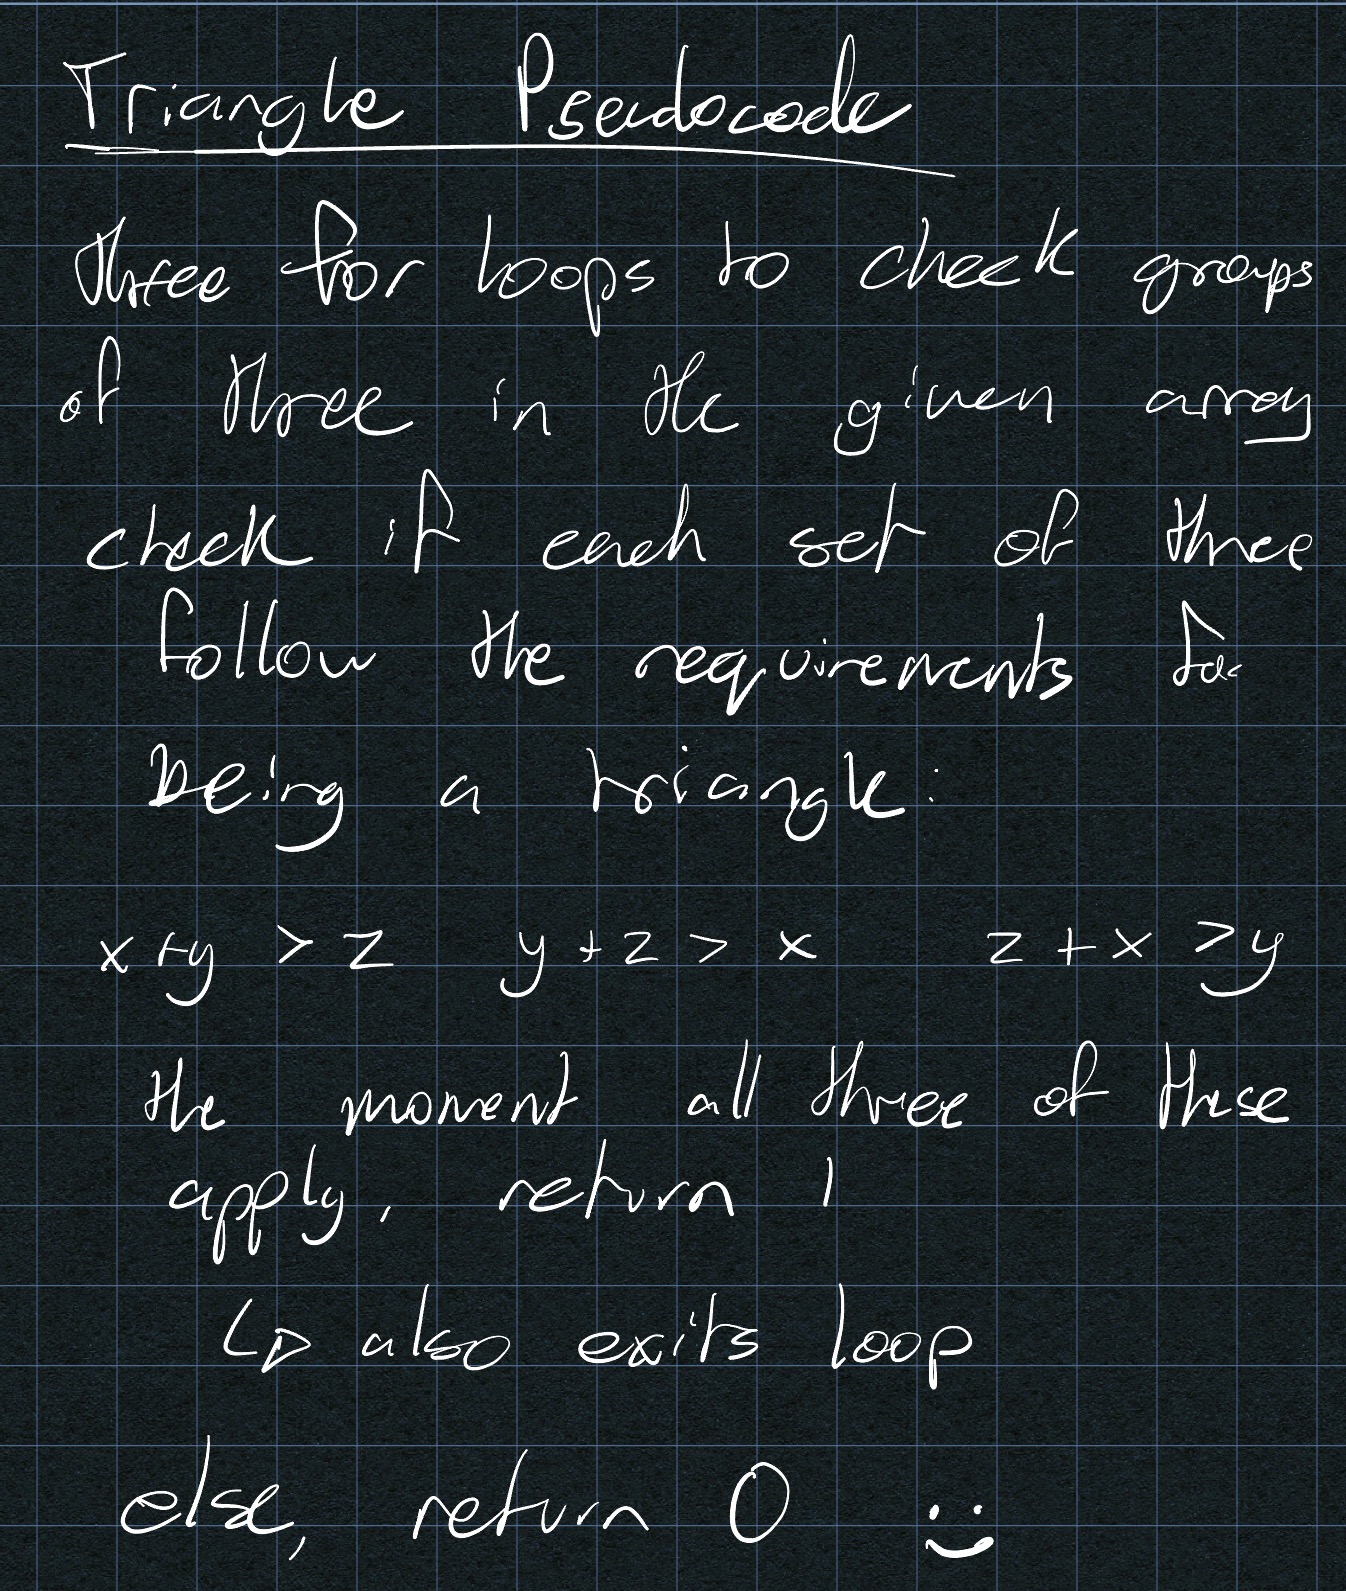 Triangle Pseudocode
three for loops to check groups
of three in the given array
check if each set of three
follow the requirements for
being a triangle:
x+y > z y+z > x z+x >y
the moment all three of these
apply, return 1
↳ also exits loop
else, return 0 :)